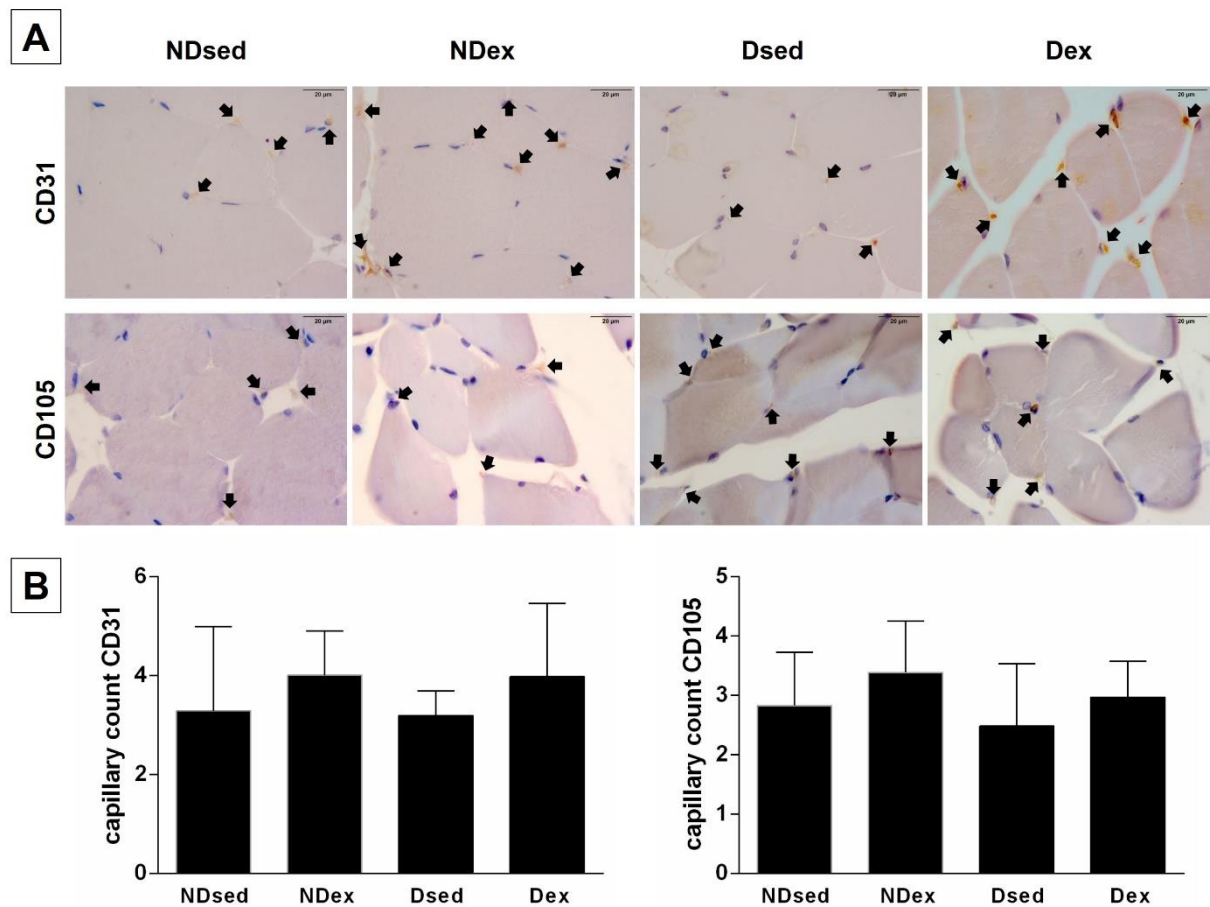 A
NDsed NDex Dsed Dex
CD31
20 µm 20 µm 20 µm 20 µm
CD105
20 µm 20 µm 20 µm 20 µm
B
capillary count CD31
6
4
2
0
NDsed NDex Dsed Dex
capillary count CD105
5
4
3
2
1
0
NDsed NDex Dsed Dex